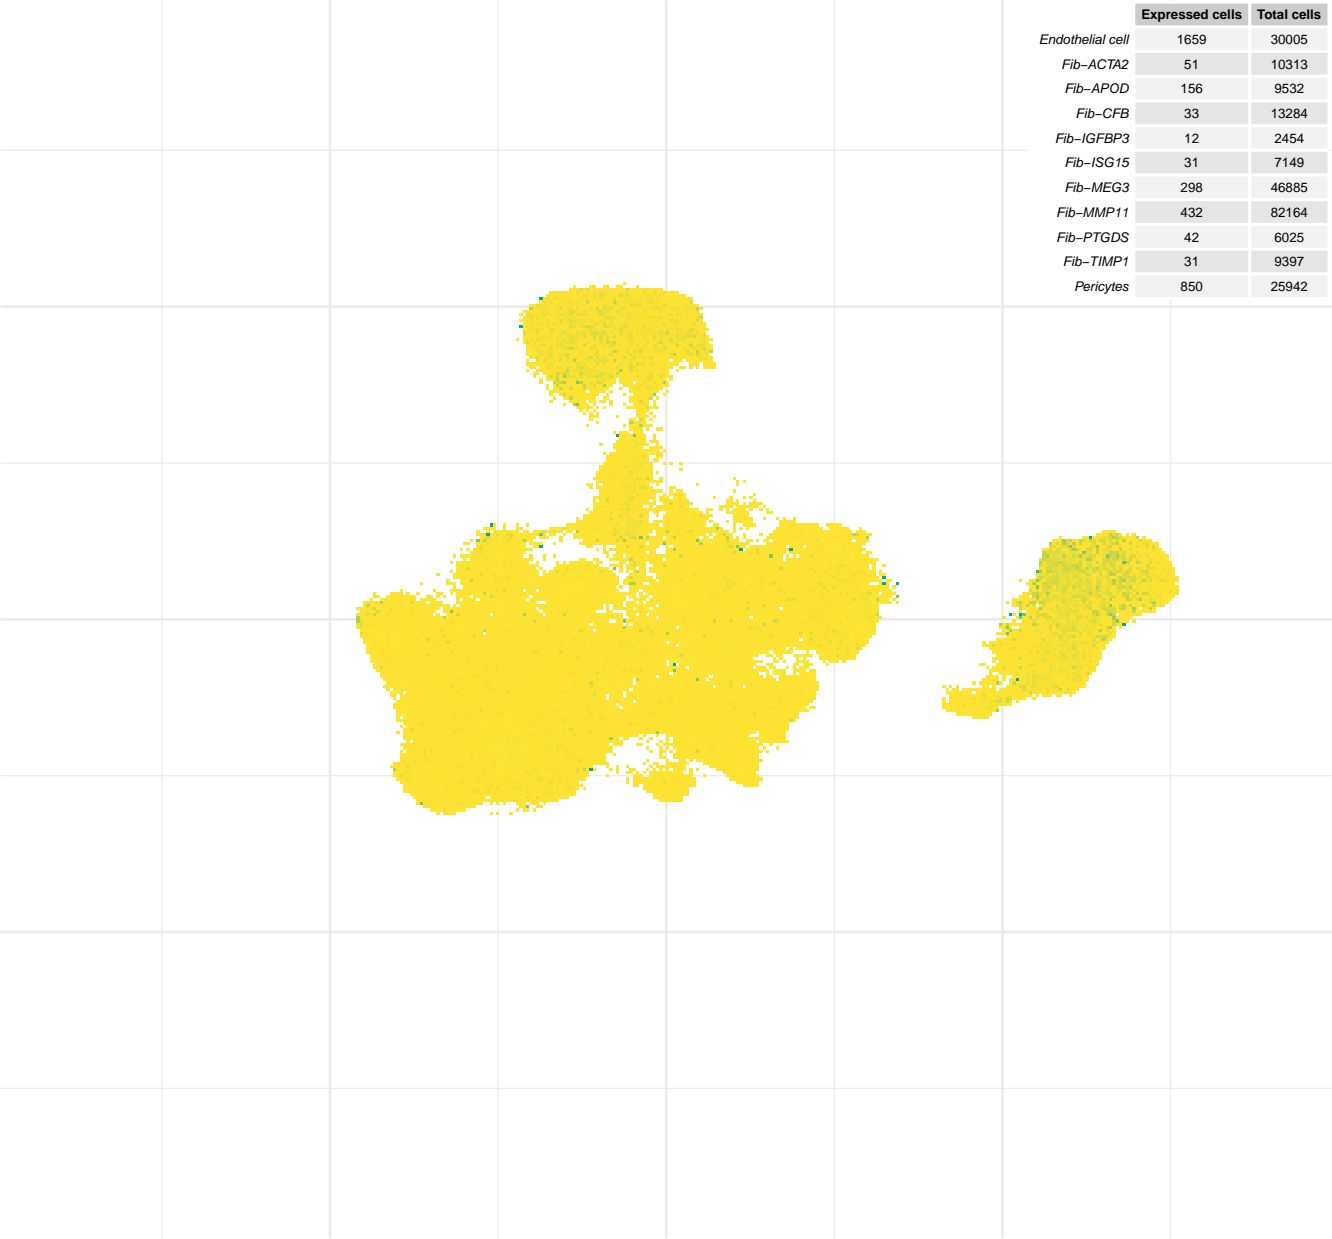 Expressed cells Total cells
Endothelial cell 1659 30005
Fib−ACTA2 51 10313
Fib−APOD 156 9532
Fib−CFB 33 13284
Fib−IGFBP3 12 2454
Fib−ISG15 31 7149
Fib−MEG3 298 46885
Fib−MMP11 432 82164
Fib−PTGDS 42 6025
Fib−TIMP1 31 9397
Pericytes 850 25942